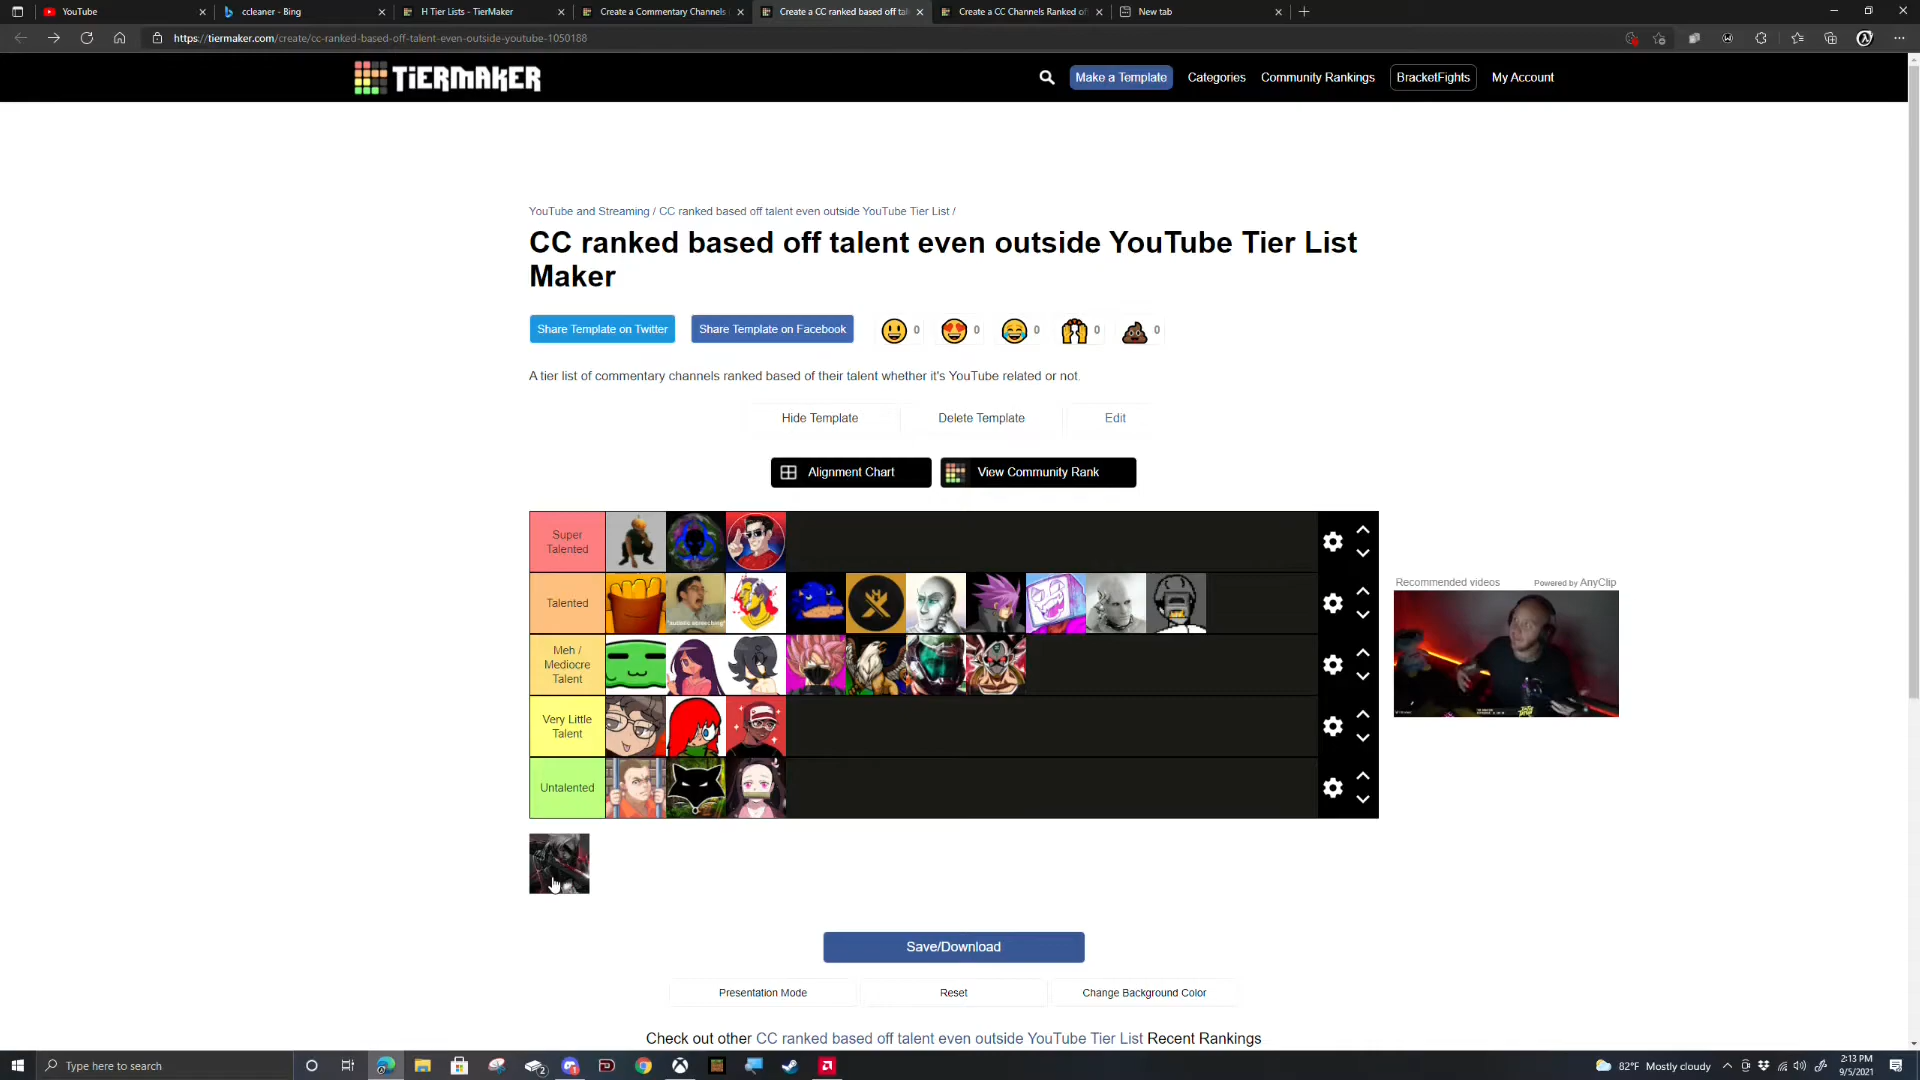 YouTube
ccleaner - Bing
H Tier Lists - TierMaker
Create a Commentary Channels
Create a CC ranked based off tal
Create a CC Channels Ranked of
New tab
https://tiermaker.com/create/cc-ranked-based-off-talent-even-outside-youtube-1050188
TiERMAKER
Make a Template
Categories
Community Rankings
BracketFights
My Account
YouTube and Streaming / CC ranked based off talent even outside YouTube Tier List /
CC ranked based off talent even outside YouTube Tier List
Maker
Share Template on Twitter
Share Template on Facebook
0
0
0
0
0
A tier list of commentary channels ranked based of their talent whether it's YouTube related or not.
Hide Template
Delete Template
Edit
Alignment Chart
View Community Rank
Super
Talented
Talented
*autistic screeching*
Meh /
Mediocre
Talent
Very Little
Talent
Untalented
Recommended videos
Powered by AnyClip
Save/Download
Presentation Mode
Reset
Change Background Color
Check out other CC ranked based off talent even outside YouTube Tier List Recent Rankings
Type here to search
2
82°F Mostly cloudy
2:13 PM
9/5/2021